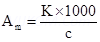 Aₘ = K×1000 / c